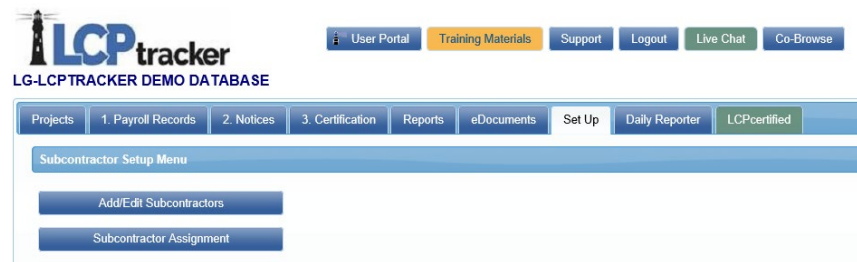 LCPtracker
User Portal Training Materials Support Logout Live Chat Co-Browse
LG-LCPTRACKER DEMO DATABASE
Projects 1. Payroll Records 2. Notices 3. Certification Reports eDocuments Set Up Daily Reporter LCPcertified
Subcontractor Setup Menu
Add/Edit Subcontractors
Subcontractor Assignment